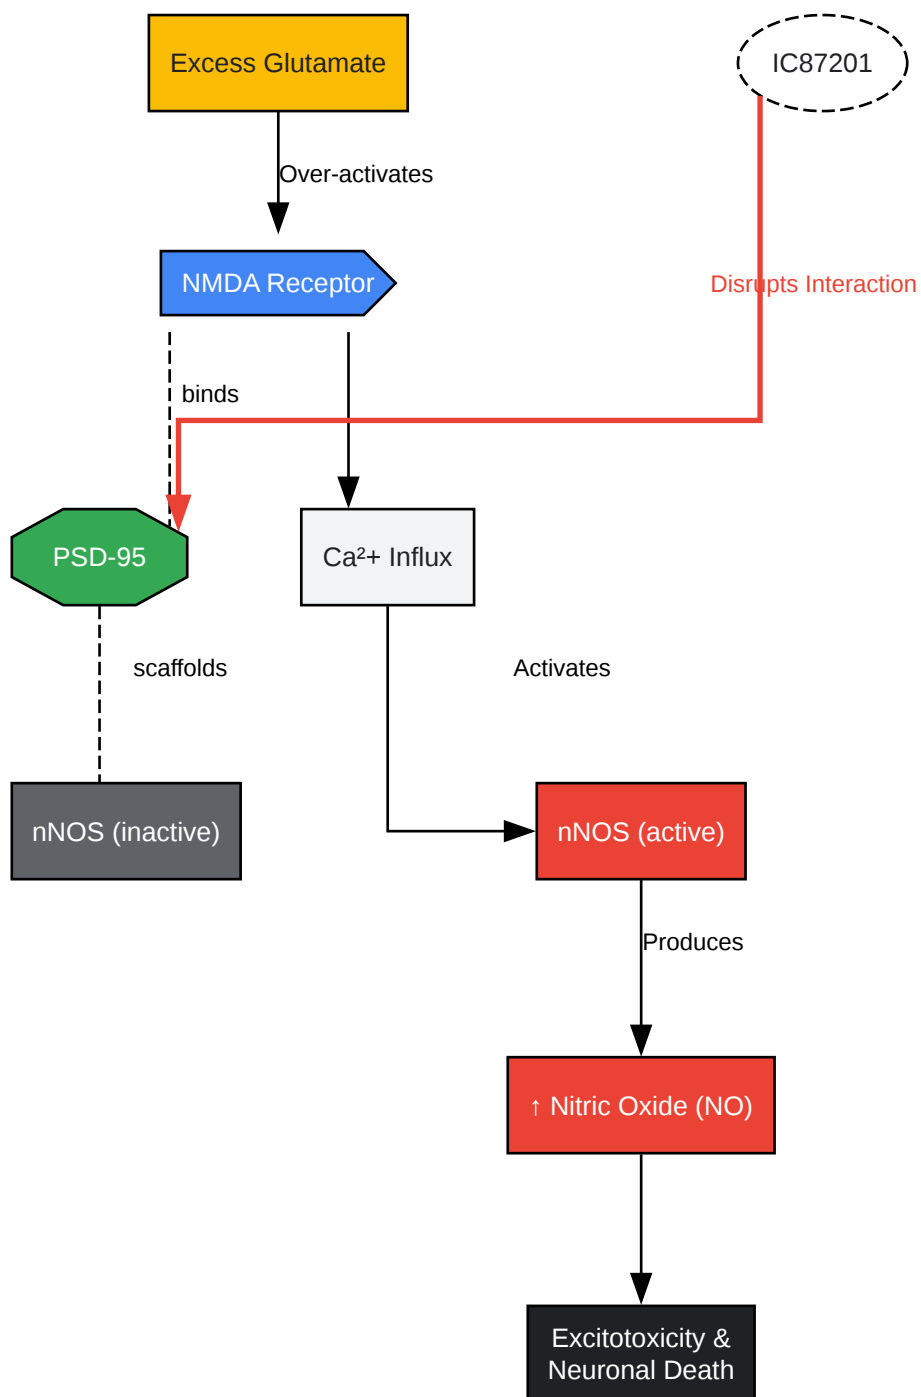 Excess Glutamate
IC87201
Over-activates
NMDA Receptor
Disrupts Interaction
binds
PSD-95
Ca²+ Influx
scaffolds
Activates
nNOS (inactive)
nNOS (active)
Produces
↑ Nitric Oxide (NO)
Excitotoxicity &
Neuronal Death